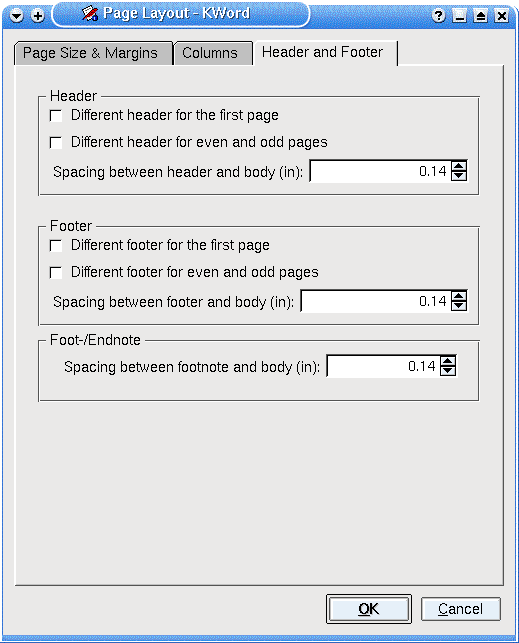 Page Layout - KWord
Page Size & Margins Columns Header and Footer
Header
Different header for the first page
Different header for even and odd pages
Spacing between header and body (in): 0.14
Footer
Different footer for the first page
Different footer for even and odd pages
Spacing between footer and body (in): 0.14
Foot-/Endnote
Spacing between footnote and body (in): 0.14
OK Cancel